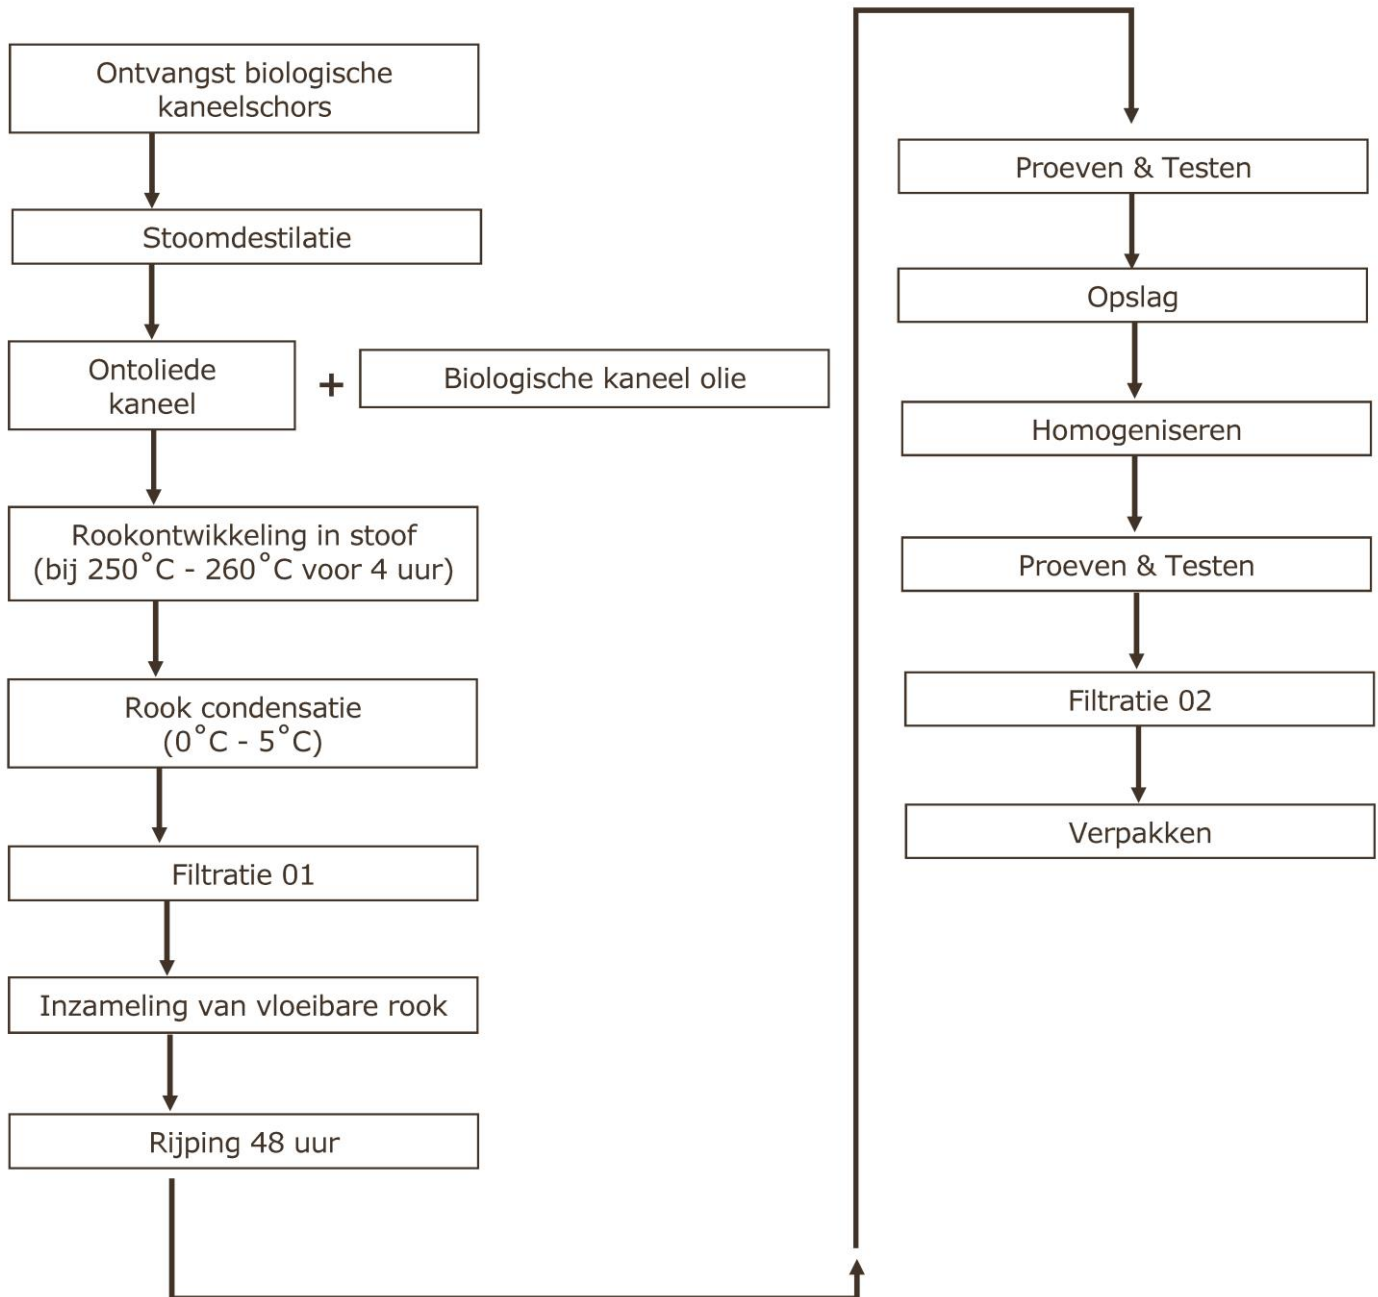 Ontvangst biologische
kaneelschors
Stoomdestilatie
Ontoliede
kaneel
+
Biologische kaneel olie
Rookontwikkeling in stoof
(bij 250°C - 260°C voor 4 uur)
Rook condensatie
(0°C - 5°C)
Filtratie 01
Inzameling van vloeibare rook
Rijping 48 uur
Proeven & Testen
Opslag
Homogeniseren
Proeven & Testen
Filtratie 02
Verpakken